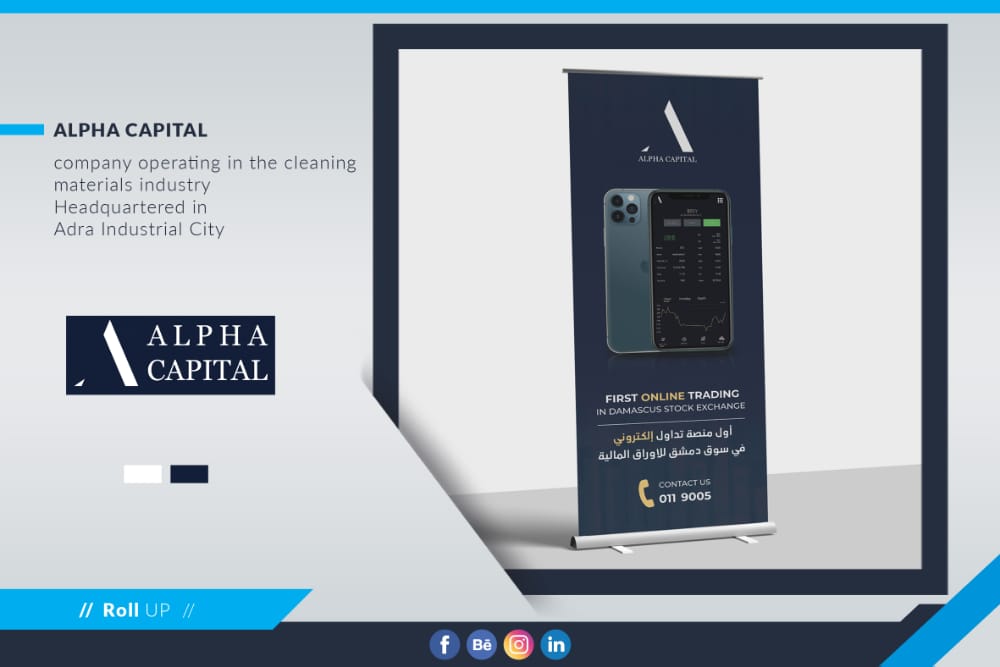 ALPHA CAPITAL
company operating in the cleaning
materials industry
Headquartered in
Adra Industrial City
ALPHA
CAPITAL
ALPHA CAPITAL
FIRST ONLINE TRADING
IN DAMASCUS STOCK EXCHANGE
أول منصة تداول إلكتروني
في سوق دمشق للاوراق المالية
CONTACT US
011 9005
// Roll UP //
f Bē in